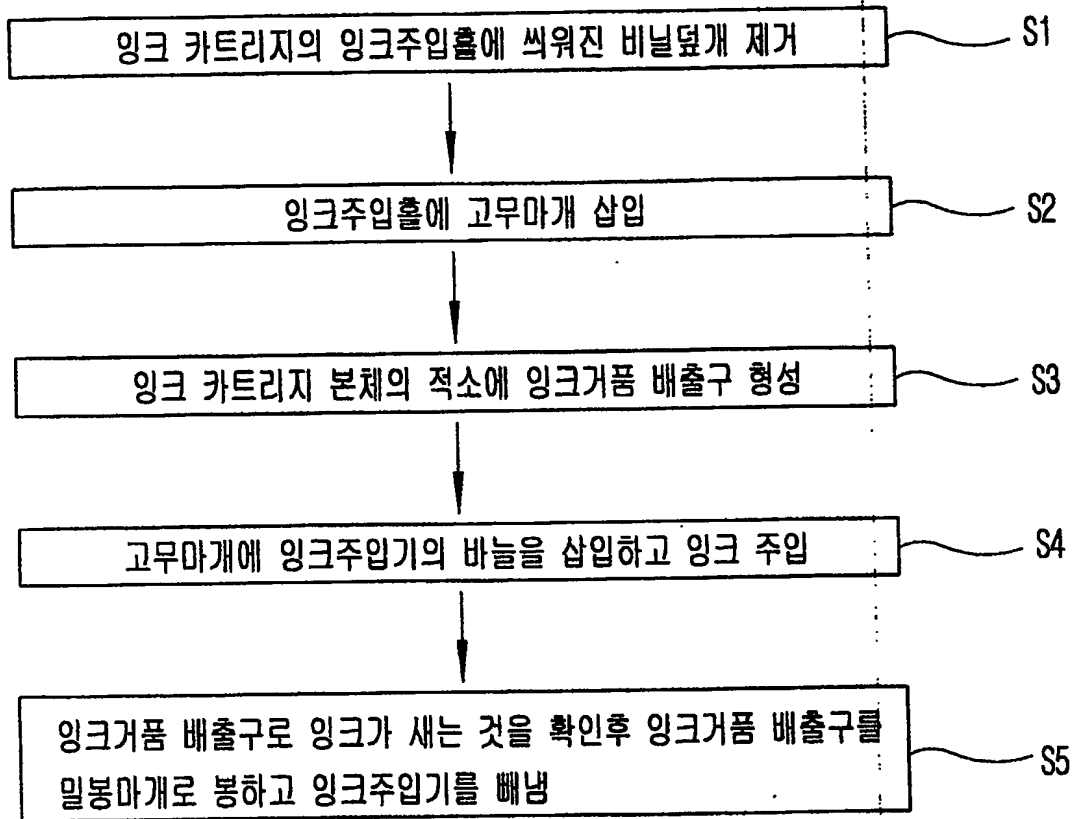 잉크 카트리지의 잉크주입홀에 씌워진 비닐덮개 제거
S1
잉크주입홀에 고무마개 삽입
S2
잉크 카트리지 본체의 적소에 잉크거품 배출구 형성
S3
고무마개에 잉크주입기의 바늘을 삽입하고 잉크 주입
S4
잉크거품 배출구로 잉크가 새는 것을 확인후 잉크거품 배출구를
밀봉마개로 봉하고 잉크주입기를 빼냄
S5